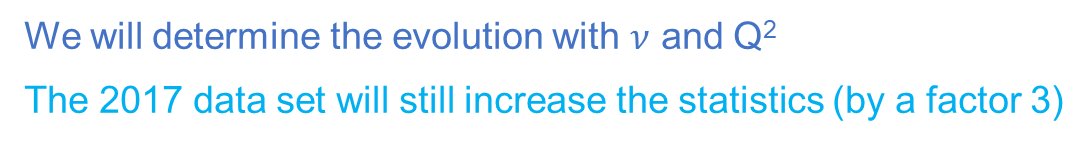 We will determine the evolution with ν and Q²
The 2017 data set will still increase the statistics (by a factor 3)